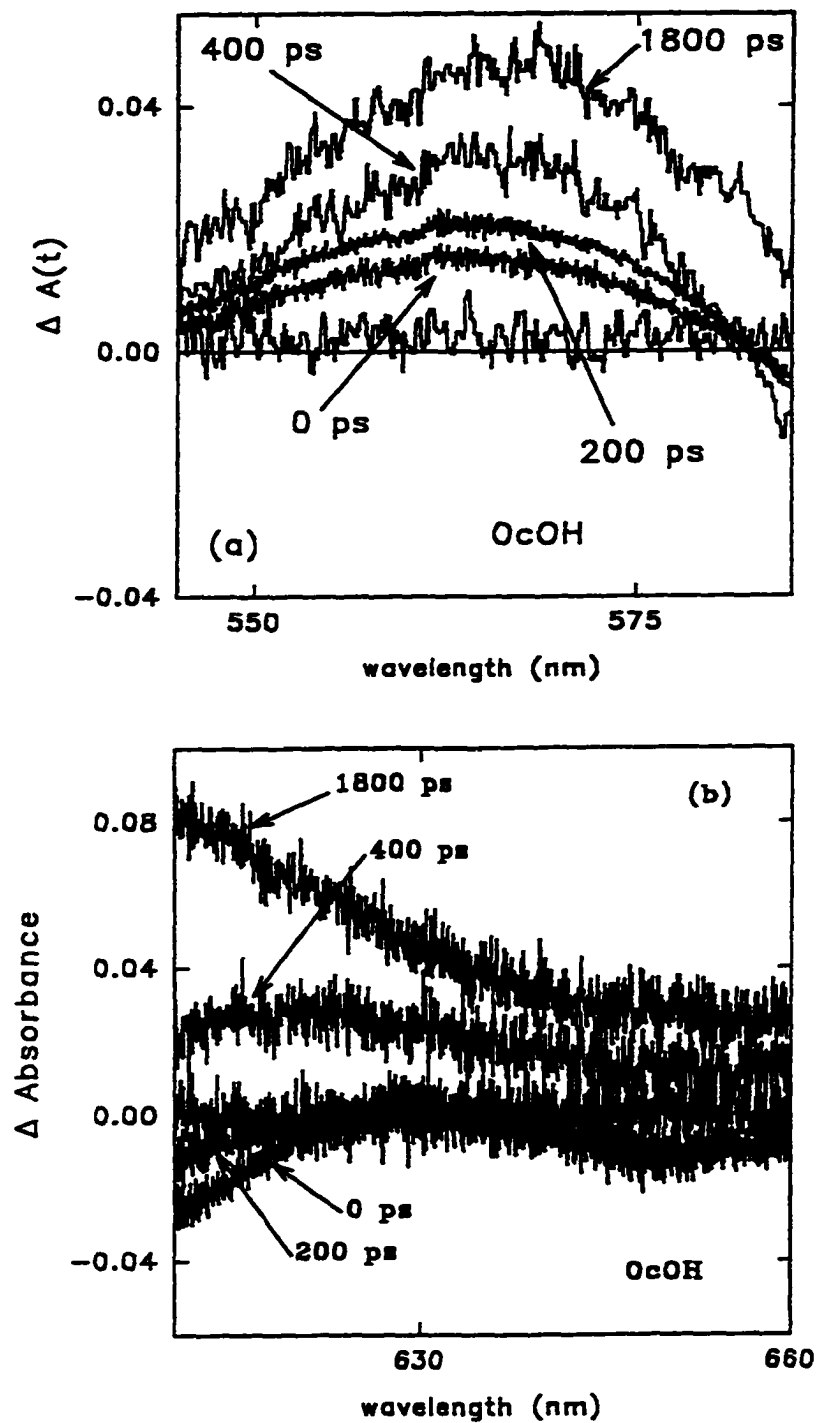 400 ps
1800 ps
0.04
Δ A(t)
0.00
0 ps
200 ps
(a)
OcOH
−0.04
550
575
wavelength (nm)
1800 ps
(b)
0.08
400 ps
0.04
Δ Absorbance
0.00
0 ps
200 ps
−0.04
OcOH
630
660
wavelength (nm)